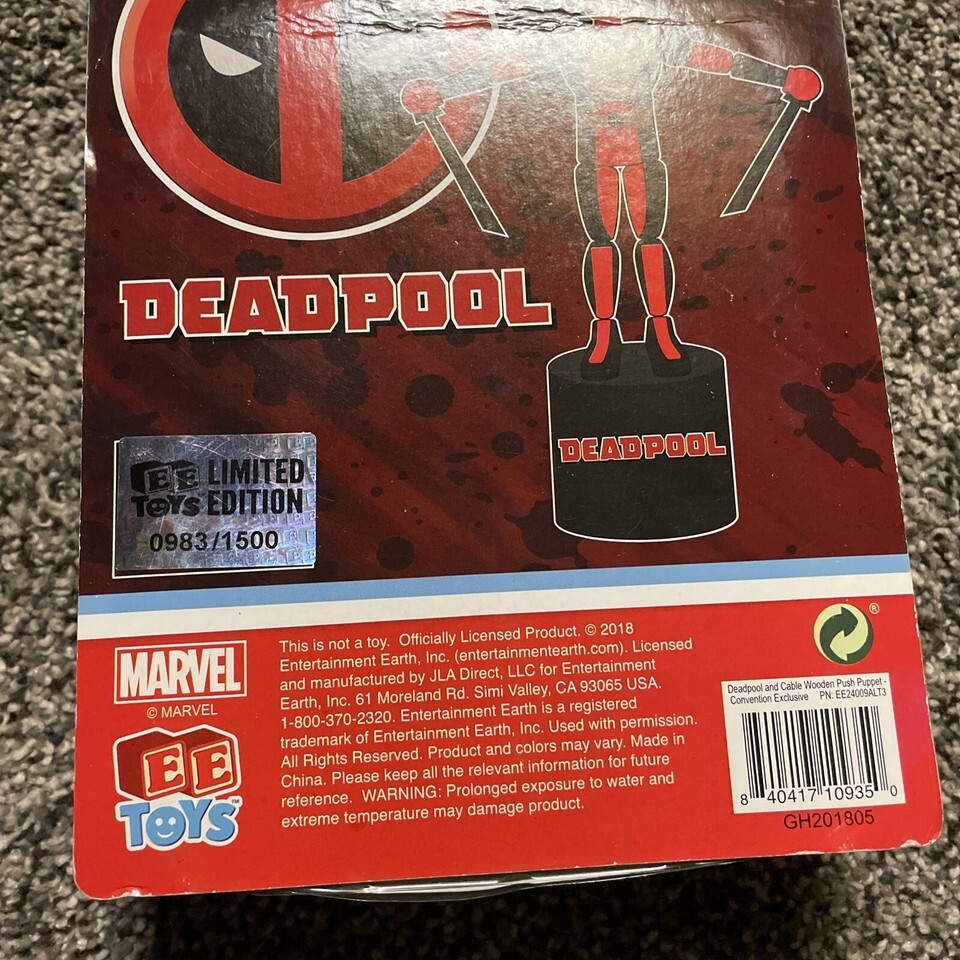 DEADPOOL
DEADPOOL
EE TOYS LIMITED EDITION
0983/1500
MARVEL
© MARVEL
EE
TOYS™
This is not a toy. Officially Licensed Product. © 2018
Entertainment Earth, Inc. (entertainmentearth.com). Licensed
and manufactured by JLA Direct, LLC for Entertainment
Earth, Inc. 61 Moreland Rd. Simi Valley, CA 93065 USA.
1-800-370-2320. Entertainment Earth is a registered
trademark of Entertainment Earth, Inc. Used with permission.
All Rights Reserved. Product and colors may vary. Made in
China. Please keep all the relevant information for future
reference. WARNING: Prolonged exposure to water and
extreme temperature may damage product.
®
Deadpool and Cable Wooden Push Puppet -
Convention Exclusive PN: EE24009ALT3
8 40417 10935 0
GH201805